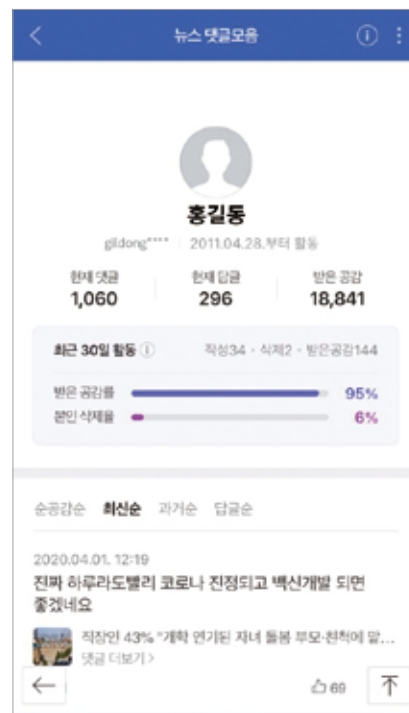 뉴스 댓글모음
홍길동
gildong**** 2011.04.28.부터 활동
현재 댓글 현재 답글 받은 공감
1,060 296 18,841
최근 30일 활동 작성34 · 삭제2 · 받은공감144
받은 공감률 95%
본인 삭제율 6%
순공감순 최신순 과거순 답글순
2020.04.01. 12:19
진짜 하루라도빨리 코로나 진정되고 백신개발 되면
좋겠네요
직장인 43% "개학 연기된 자녀 돌봄 부모·친척에 맡...
댓글 더보기 >
69